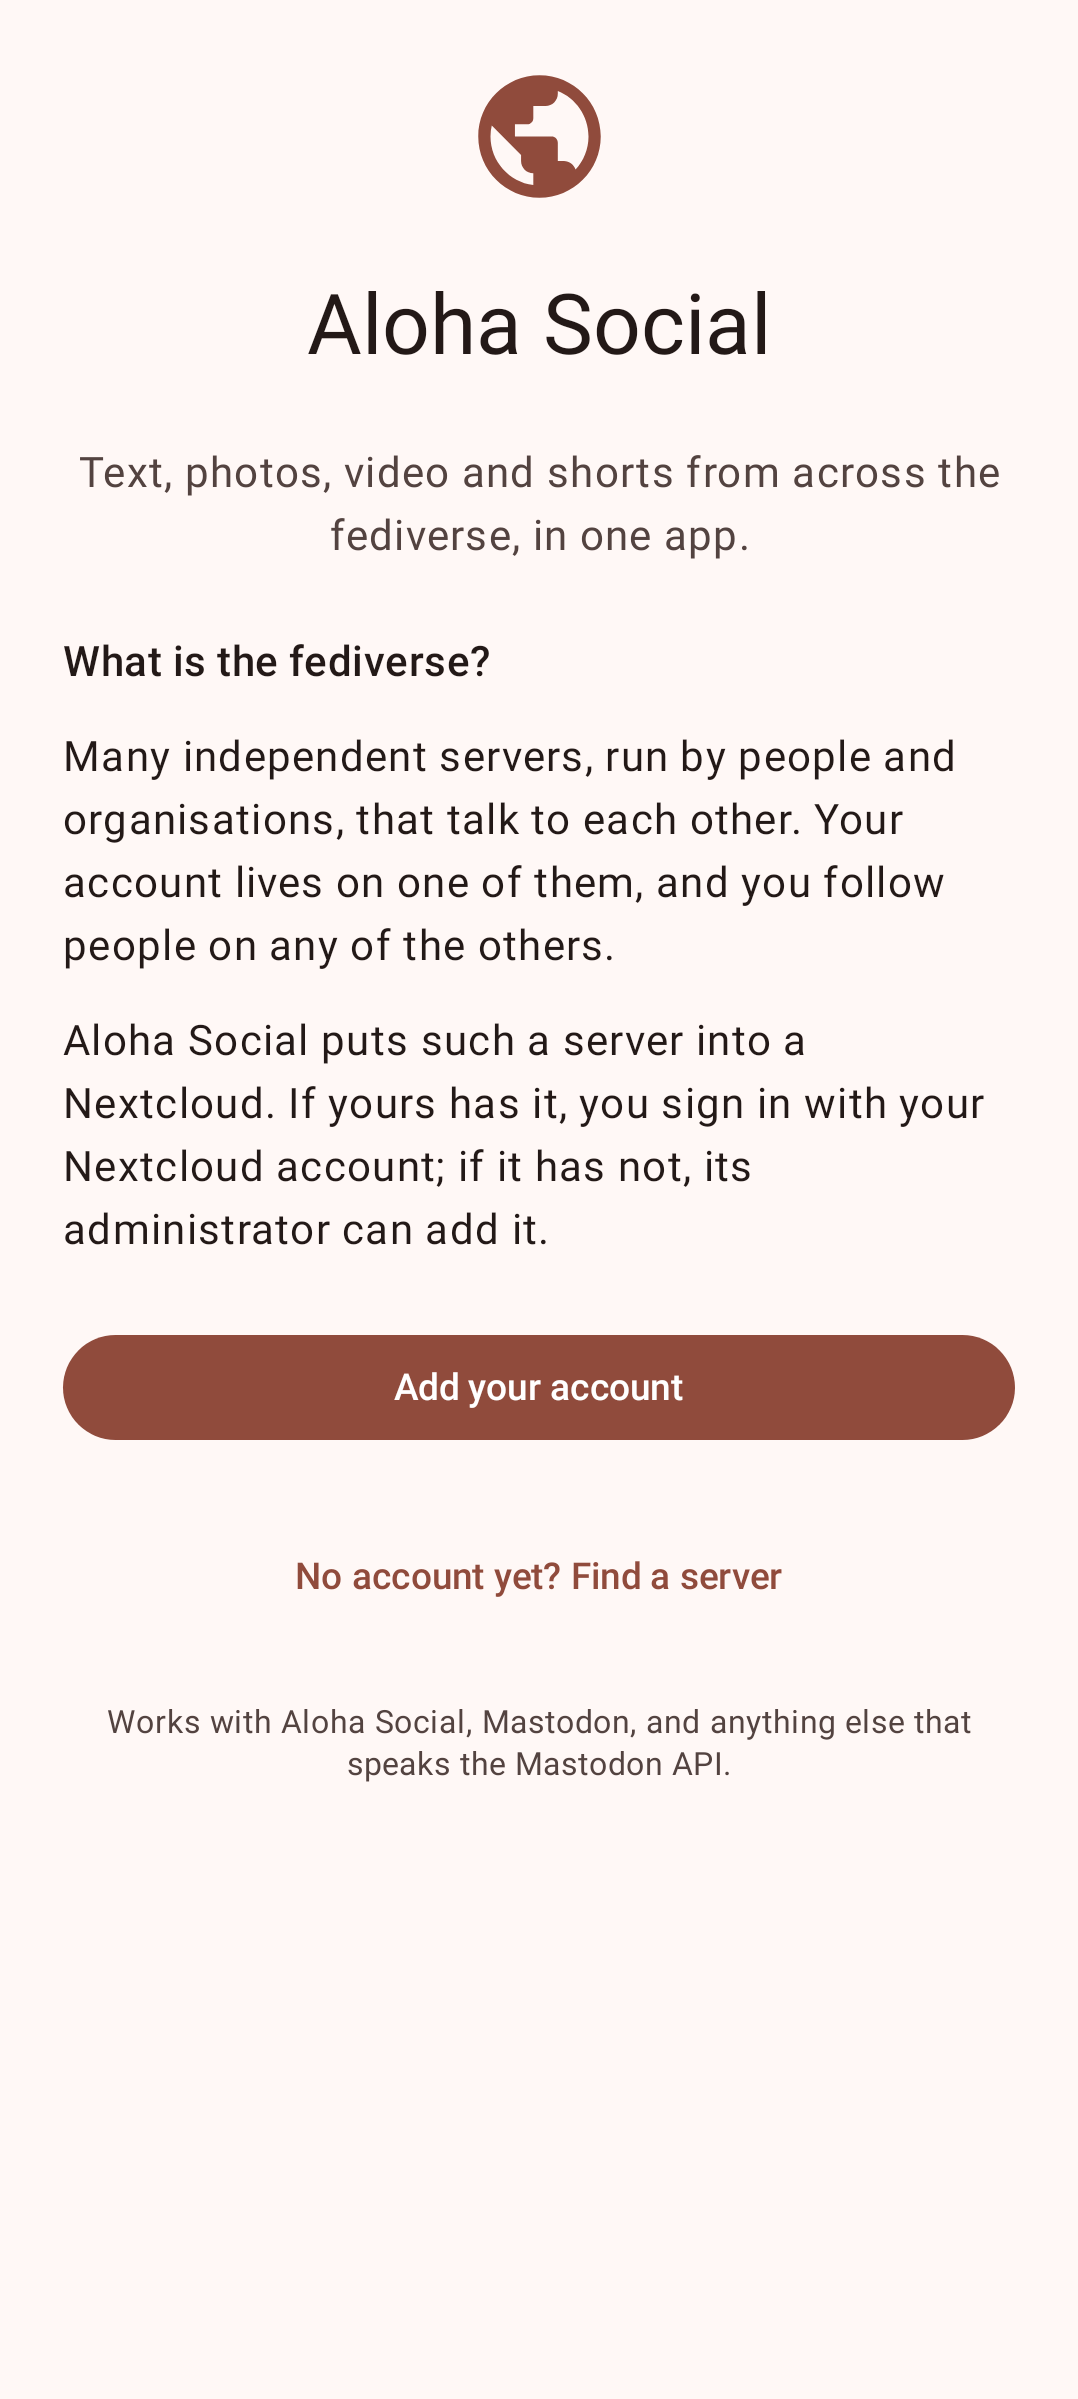 Aloha Social
Text, photos, video and shorts from across the
fediverse, in one app.
What is the fediverse?
Many independent servers, run by people and
organisations, that talk to each other. Your
account lives on one of them, and you follow
people on any of the others.
Aloha Social puts such a server into a
Nextcloud. If yours has it, you sign in with your
Nextcloud account; if it has not, its
administrator can add it.
Add your account
No account yet? Find a server
Works with Aloha Social, Mastodon, and anything else that
speaks the Mastodon API.